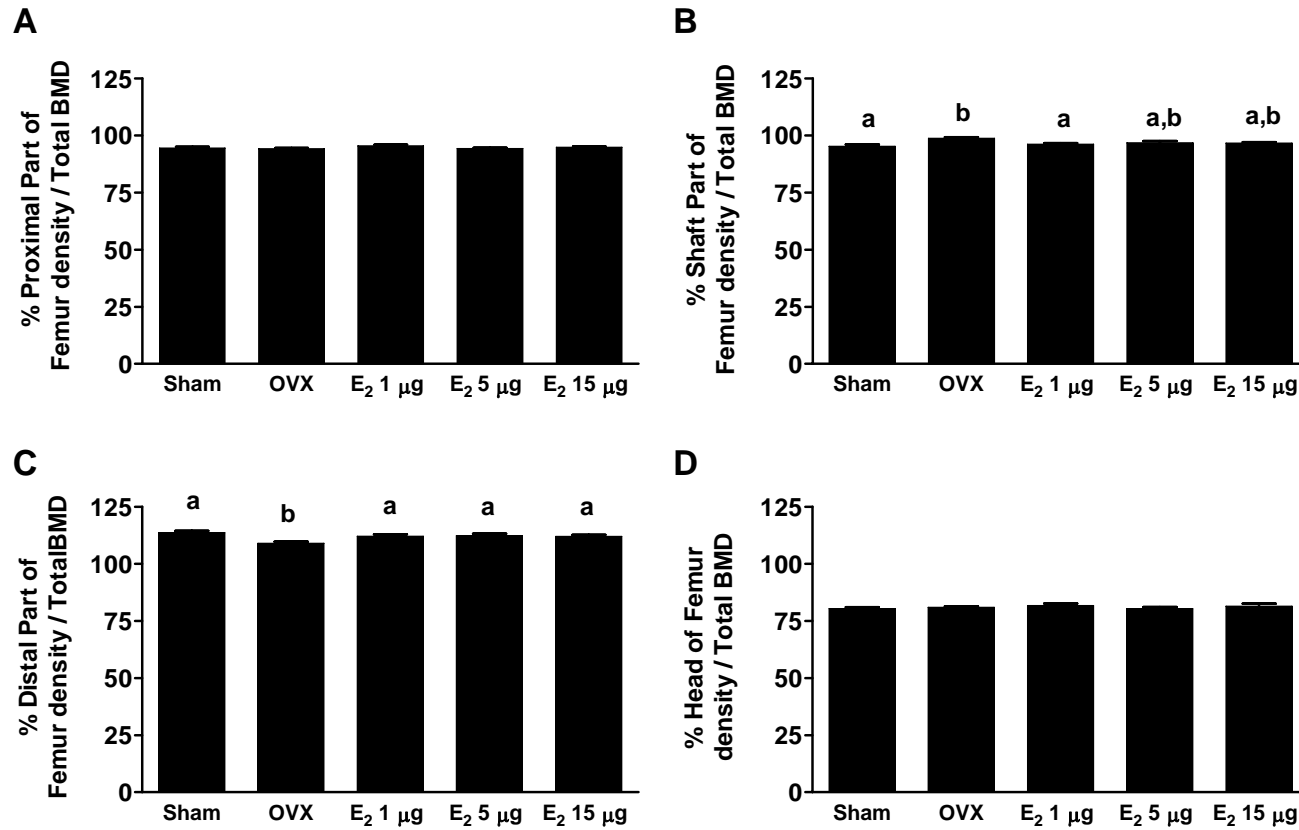 A
% Proximal Part of
Femur density / Total BMD
125
100
75
50
25
0
Sham
OVX
E₂ 1 μg
E₂ 5 μg
E₂ 15 μg
B
% Shaft Part of
Femur density / Total BMD
125
100
75
50
25
0
a
b
a
a,b
a,b
Sham
OVX
E₂ 1 μg
E₂ 5 μg
E₂ 15 μg
C
% Distal Part of
Femur density / TotalBMD
125
100
75
50
25
0
a
b
a
a
a
Sham
OVX
E₂ 1 μg
E₂ 5 μg
E₂ 15 μg
D
% Head of Femur
density / Total BMD
125
100
75
50
25
0
Sham
OVX
E₂ 1 μg
E₂ 5 μg
E₂ 15 μg